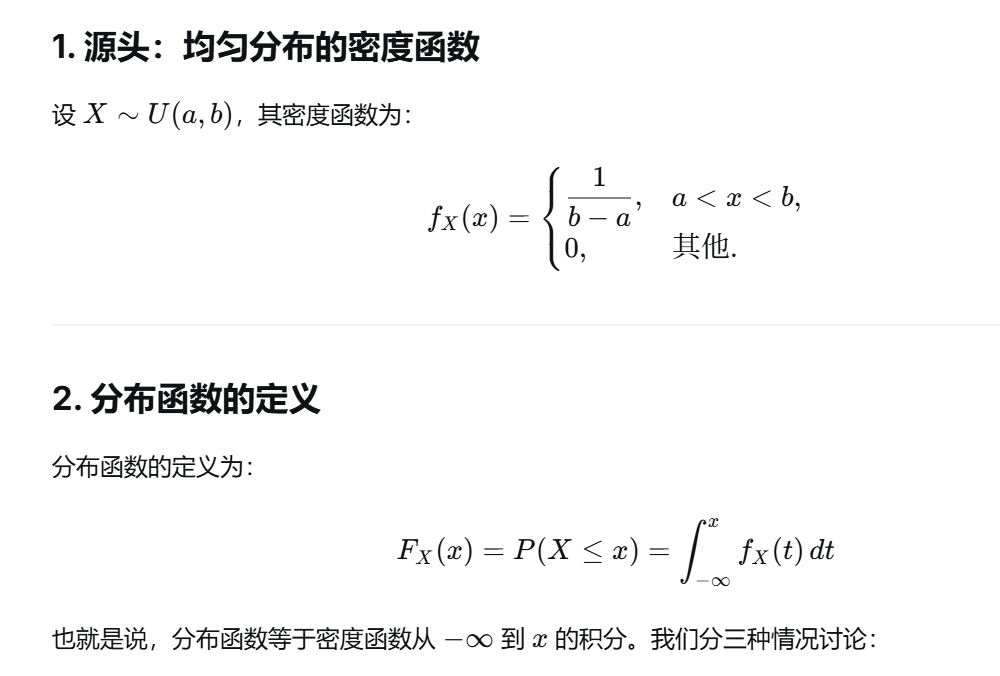 1. 源头：均匀分布的密度函数
设 X ∼ U(a, b)，其密度函数为：
f_X(x) = { 1/(b − a), a < x < b,
0, 其他.
2. 分布函数的定义
分布函数的定义为：
F_X(x) = P(X ≤ x) = ∫_{−∞}^{x} f_X(t) dt
也就是说，分布函数等于密度函数从 −∞ 到 x 的积分。我们分三种情况讨论：